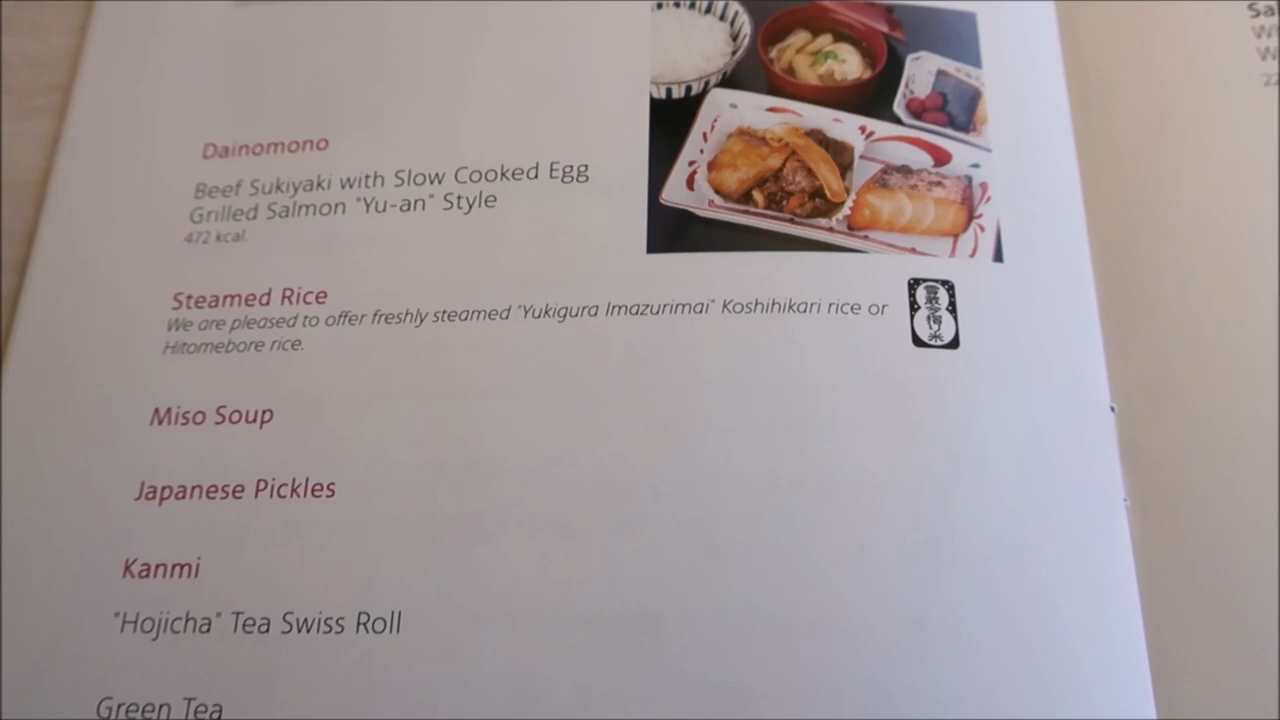 Dainomono
Beef Sukiyaki with Slow Cooked Egg
Grilled Salmon "Yu-an" Style
472 kcal.
Steamed Rice
We are pleased to offer freshly steamed "Yukigura Imazurimai" Koshihikari rice or
Hitomebore rice.
Miso Soup
Japanese Pickles
Kanmi
"Hojicha" Tea Swiss Roll
Green Tea